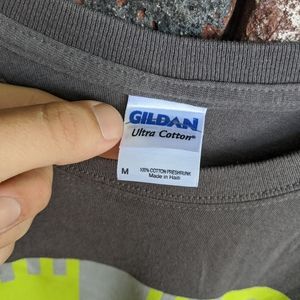 GILDAN
Ultra Cotton®
M
100% COTTON PRESHRUNK
Made in Haiti